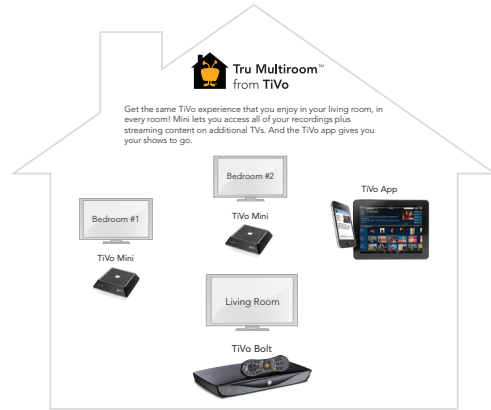 Tru Multiroom™
from TiVo
Get the same TiVo experience that you enjoy in your living room, in
every room! Mini lets you access all of your recordings plus
streaming content on additional TVs. And the TiVo app gives you
your shows to go.
Bedroom #2
TiVo App
Bedroom #1
TiVo Mini
TiVo Mini
Living Room
TiVo Bolt